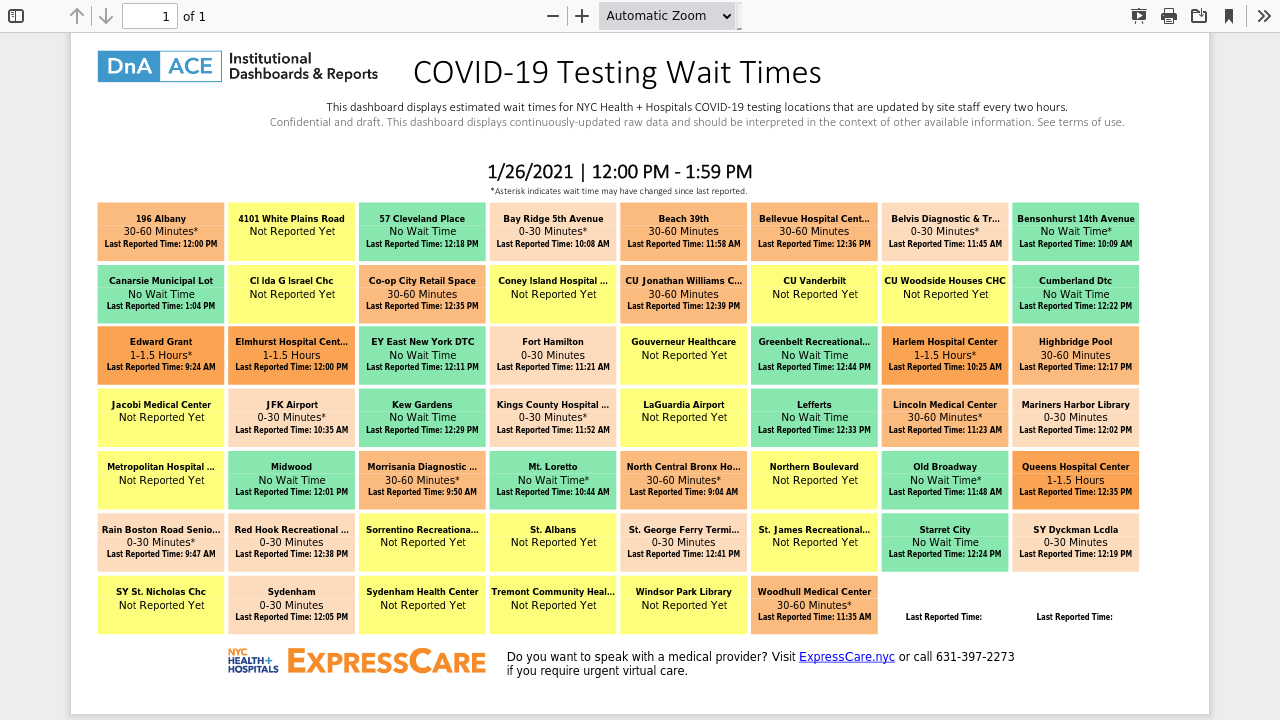 1 of 1 Automatic Zoom
DnA ACE Institutional
Dashboards & Reports
COVID-19 Testing Wait Times
This dashboard displays estimated wait times for NYC Health + Hospitals COVID-19 testing locations that are updated by site staff every two hours.
Confidential and draft. This dashboard displays continuously-updated raw data and should be interpreted in the context of other available information. See terms of use.
1/26/2021 | 12:00 PM - 1:59 PM
*Asterisk indicates wait time may have changed since last reported.
196 Albany
30-60 Minutes*
Last Reported Time: 12:00 PM
4101 White Plains Road
Not Reported Yet
57 Cleveland Place
No Wait Time
Last Reported Time: 12:18 PM
Bay Ridge 5th Avenue
0-30 Minutes*
Last Reported Time: 10:08 AM
Beach 39th
30-60 Minutes
Last Reported Time: 11:58 AM
Bellevue Hospital Cent...
30-60 Minutes
Last Reported Time: 12:36 PM
Belvis Diagnostic & Tr...
0-30 Minutes*
Last Reported Time: 11:45 AM
Bensonhurst 14th Avenue
No Wait Time*
Last Reported Time: 10:09 AM
Canarsie Municipal Lot
No Wait Time
Last Reported Time: 1:04 PM
CI Ida G Israel Chc
Not Reported Yet
Co-op City Retail Space
30-60 Minutes
Last Reported Time: 12:35 PM
Coney Island Hospital ...
Not Reported Yet
CU Jonathan Williams C...
30-60 Minutes
Last Reported Time: 12:39 PM
CU Vanderbilt
Not Reported Yet
CU Woodside Houses CHC
Not Reported Yet
Cumberland Dtc
No Wait Time
Last Reported Time: 12:22 PM
Edward Grant
1-1.5 Hours*
Last Reported Time: 9:24 AM
Elmhurst Hospital Cent...
1-1.5 Hours
Last Reported Time: 12:00 PM
EY East New York DTC
No Wait Time
Last Reported Time: 12:11 PM
Fort Hamilton
0-30 Minutes
Last Reported Time: 11:21 AM
Gouverneur Healthcare
Not Reported Yet
Greenbelt Recreational...
No Wait Time
Last Reported Time: 12:44 PM
Harlem Hospital Center
1-1.5 Hours*
Last Reported Time: 10:25 AM
Highbridge Pool
30-60 Minutes
Last Reported Time: 12:17 PM
Jacobi Medical Center
Not Reported Yet
JFK Airport
0-30 Minutes*
Last Reported Time: 10:35 AM
Kew Gardens
No Wait Time
Last Reported Time: 12:29 PM
Kings County Hospital ...
0-30 Minutes*
Last Reported Time: 11:52 AM
LaGuardia Airport
Not Reported Yet
Lefferts
No Wait Time
Last Reported Time: 12:33 PM
Lincoln Medical Center
30-60 Minutes*
Last Reported Time: 11:23 AM
Mariners Harbor Library
0-30 Minutes
Last Reported Time: 12:02 PM
Metropolitan Hospital ...
Not Reported Yet
Midwood
No Wait Time
Last Reported Time: 12:01 PM
Morrisania Diagnostic ...
30-60 Minutes*
Last Reported Time: 9:50 AM
Mt. Loretto
No Wait Time*
Last Reported Time: 10:44 AM
North Central Bronx Ho...
30-60 Minutes*
Last Reported Time: 9:04 AM
Northern Boulevard
Not Reported Yet
Old Broadway
No Wait Time*
Last Reported Time: 11:48 AM
Queens Hospital Center
1-1.5 Hours
Last Reported Time: 12:35 PM
Rain Boston Road Senio...
0-30 Minutes*
Last Reported Time: 9:47 AM
Red Hook Recreational ...
0-30 Minutes
Last Reported Time: 12:38 PM
Sorrentino Recreationa...
Not Reported Yet
St. Albans
Not Reported Yet
St. George Ferry Termi...
0-30 Minutes
Last Reported Time: 12:41 PM
St. James Recreational...
Not Reported Yet
Starret City
No Wait Time
Last Reported Time: 12:24 PM
SY Dyckman Lcdla
0-30 Minutes
Last Reported Time: 12:19 PM
SY St. Nicholas Chc
Not Reported Yet
Sydenham
0-30 Minutes
Last Reported Time: 12:05 PM
Sydenham Health Center
Not Reported Yet
Tremont Community Heal...
Not Reported Yet
Windsor Park Library
Not Reported Yet
Woodhull Medical Center
30-60 Minutes*
Last Reported Time: 11:35 AM
Last Reported Time:
Last Reported Time:
NYC
HEALTH+
HOSPITALS
EXPRESSCARE
Do you want to speak with a medical provider? Visit ExpressCare.nyc or call 631-397-2273
if you require urgent virtual care.